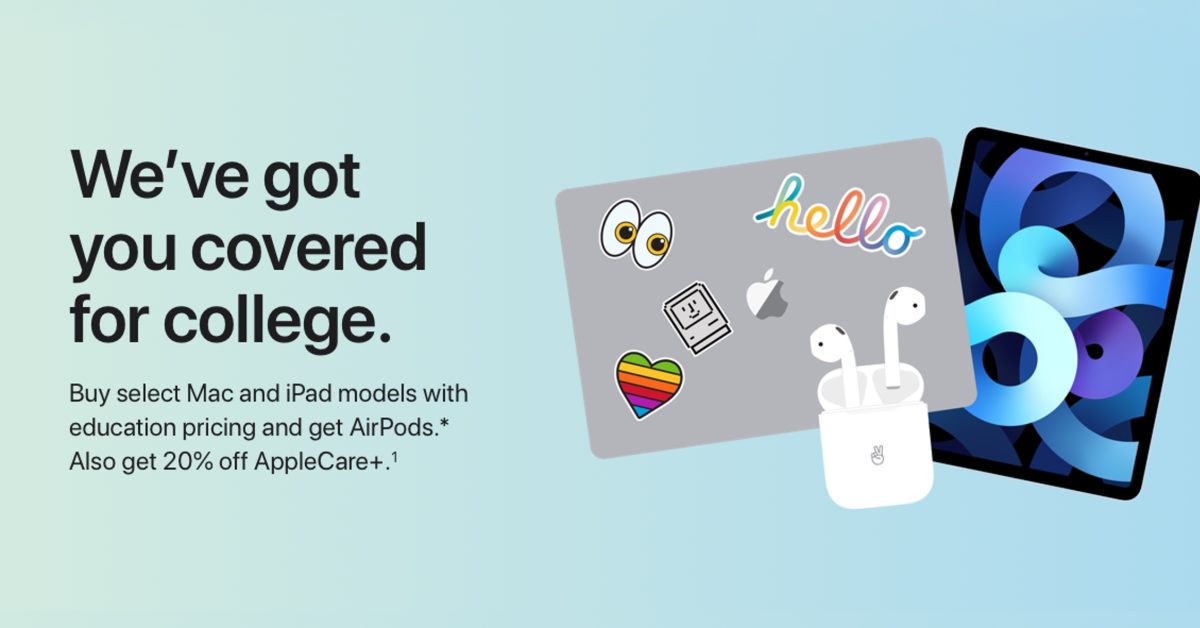 We’ve got
you covered
for college.
Buy select Mac and iPad models with
education pricing and get AirPods.*
Also get 20% off AppleCare+.¹
hello